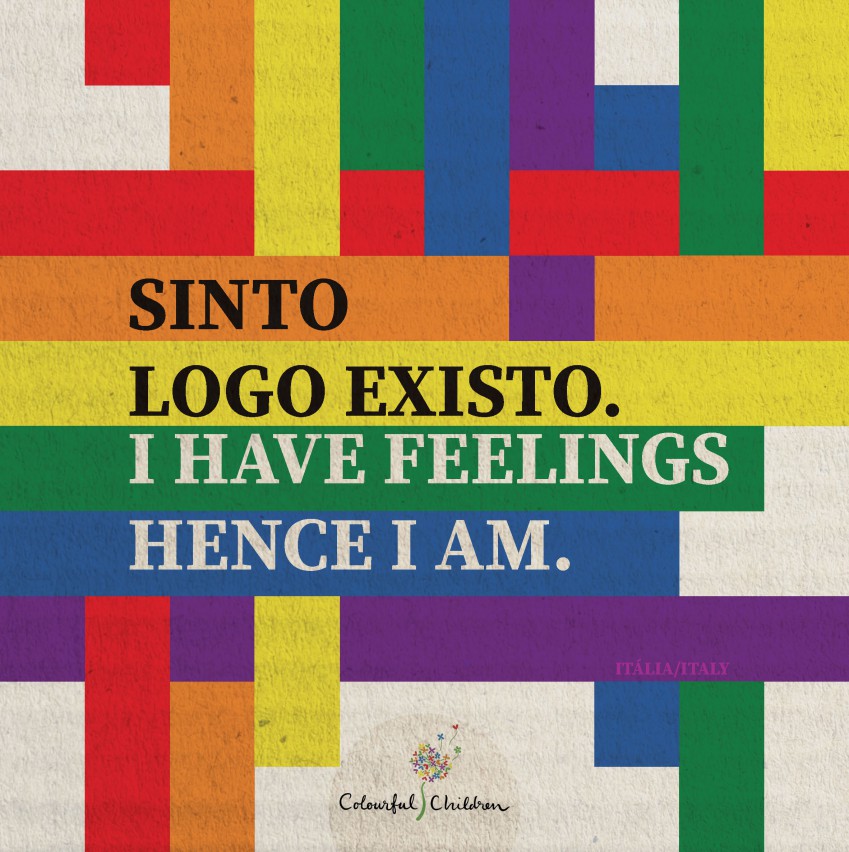 SINTO
LOGO EXISTO.
I HAVE FEELINGS
HENCE I AM.
ITÁLIA/ITALY
Colourful Children